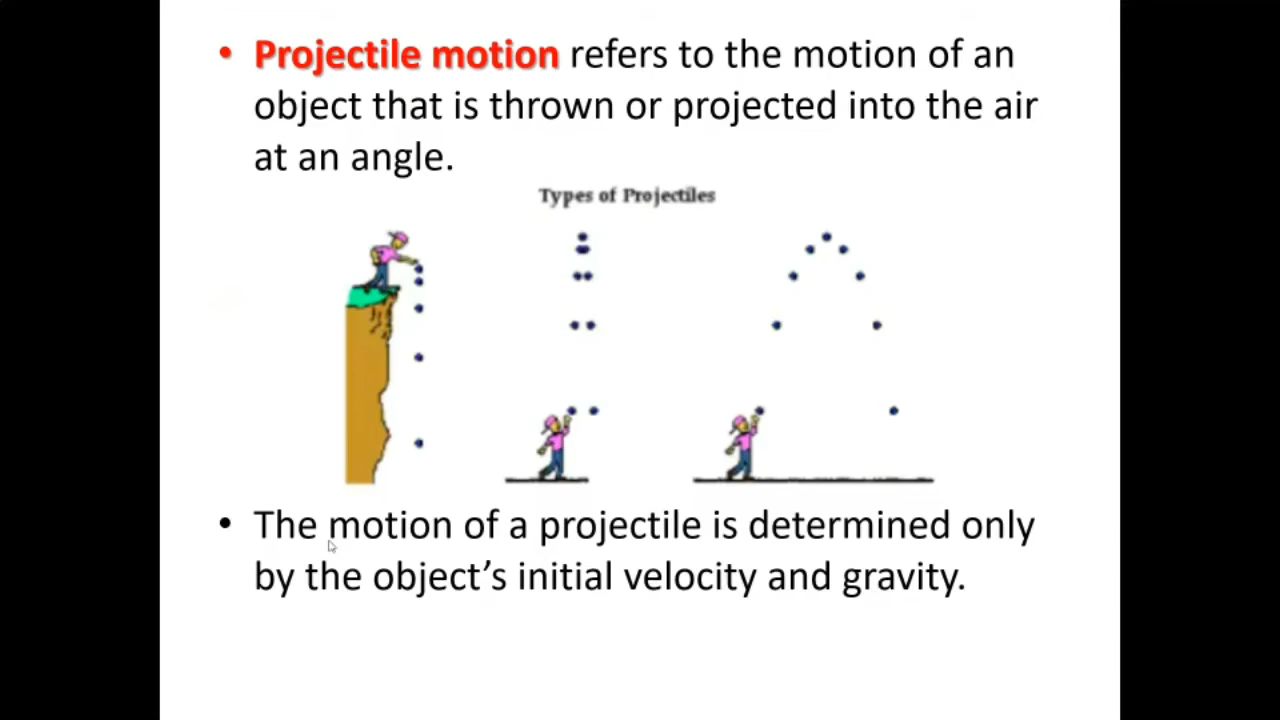 • Projectile motion refers to the motion of an
object that is thrown or projected into the air
at an angle.
Types of Projectiles
• The motion of a projectile is determined only
by the object’s initial velocity and gravity.